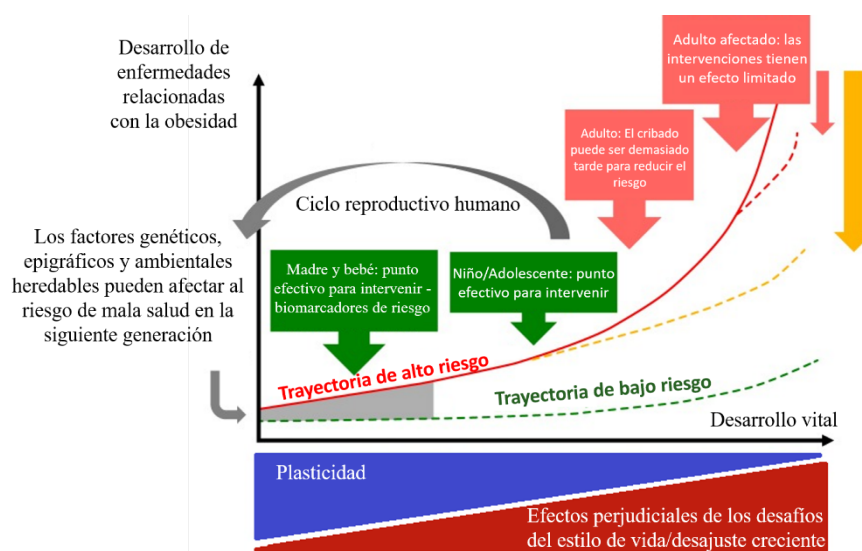 Desarrollo de
enfermedades
relacionadas
con la obesidad
Adulto afectado: las
intervenciones tienen
un efecto limitado
Adulto: El cribado
puede ser demasiado
tarde para reducir el
riesgo
Ciclo reproductivo humano
Los factores genéticos,
epigráficos y ambientales
heredables pueden afectar al
riesgo de mala salud en la
siguiente generación
Madre y bebé: punto
efectivo para intervenir -
biomarcadores de riesgo
Niño/Adolescente: punto
efectivo para intervenir
Trayectoria de alto riesgo
Trayectoria de bajo riesgo
Desarrollo vital
Plasticidad
Efectos perjudiciales de los desafíos
del estilo de vida/desajuste creciente